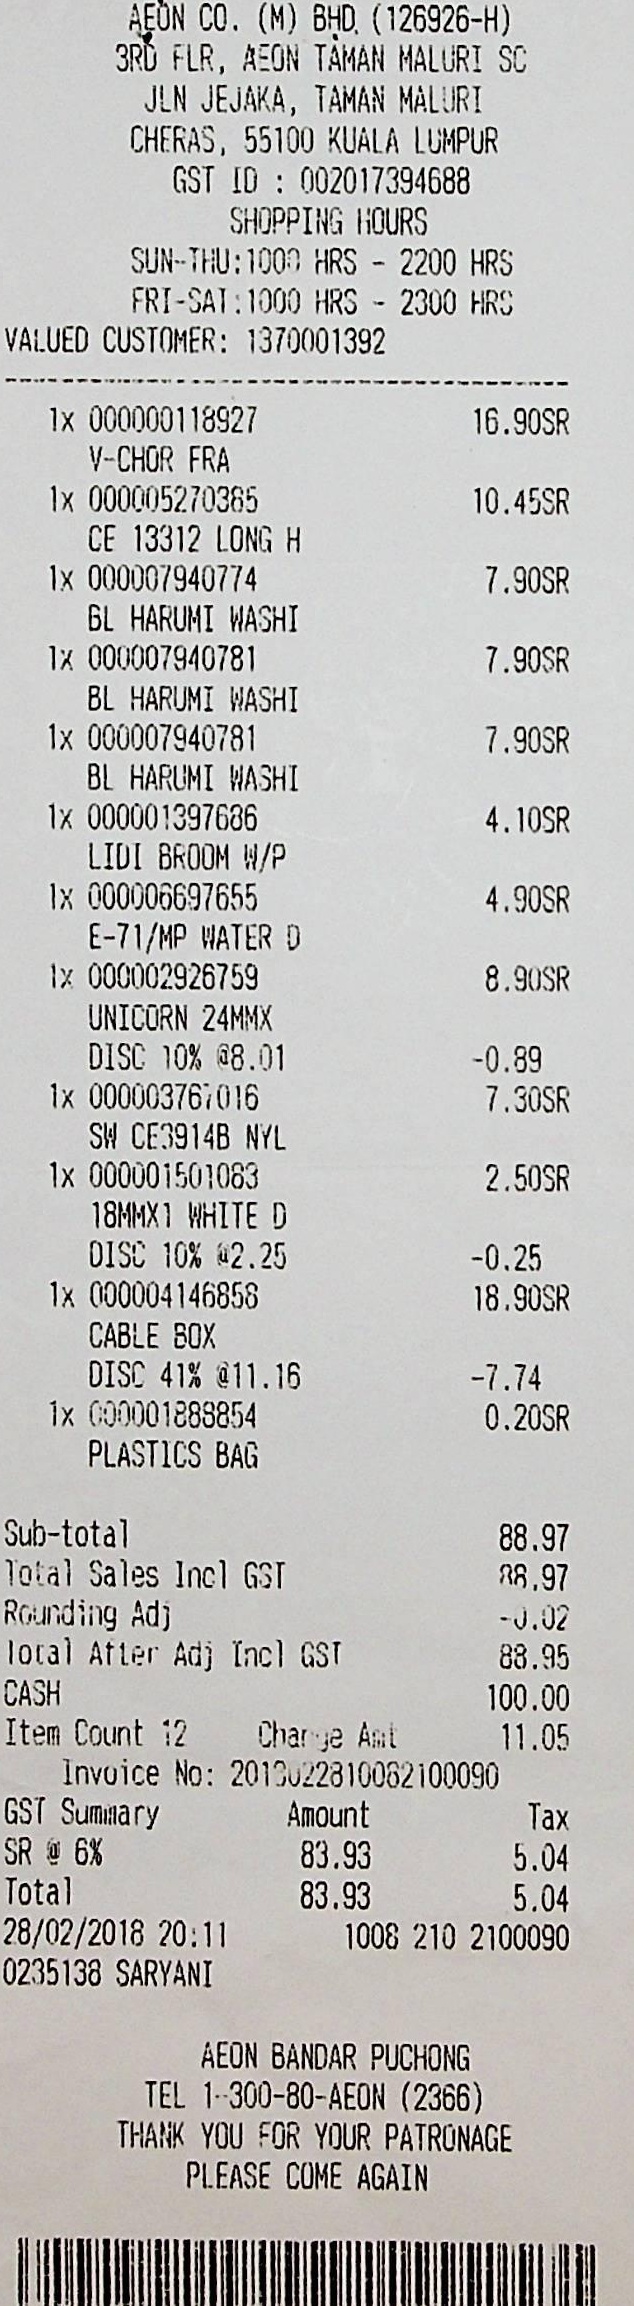 AEON CO. (M) BHD. (126926-H)
3RD FLR, AEON TAMAN MALURI SC
JLN JEJAKA, TAMAN MALURI
CHERAS, 55100 KUALA LUMPUR
GST ID : 002017394688
SHOPPING HOURS
SUN-THU:1000 HRS - 2200 HRS
FRI-SAT:1000 HRS - 2300 HRS
VALUED CUSTOMER: 1370001392
1x 000000118927 16.90SR
V-CHOR FRA
1x 000005270365 10.45SR
CE 13312 LONG H
1x 000007940774 7.90SR
BL HARUMI WASHI
1x 000007940781 7.90SR
BL HARUMI WASHI
1x 000007940781 7.90SR
BL HARUMI WASHI
1x 000001397686 4.10SR
LIDI BROOM W/P
1x 000006697655 4.90SR
E-71/MP WATER D
1x 000002926759 8.90SR
UNICORN 24MMX
DISC 10% @8.01 -0.89
1x 000003767016 7.30SR
SW CE3914B NYL
1x 000001501063 2.50SR
18MMX1 WHITE D
DISC 10% @2.25 -0.25
1x 000004146858 18.90SR
CABLE BOX
DISC 41% @11.16 -7.74
1x 000001888854 0.20SR
PLASTICS BAG
Sub-total 88.97
Total Sales Incl GST 88.97
Rounding Adj -0.02
Total After Adj Incl GST 88.95
CASH 100.00
Item Count 12 Change Amt 11.05
Invoice No: 2018022810082100090
GST Summary Amount Tax
SR @ 6% 83.93 5.04
Total 83.93 5.04
28/02/2018 20:11 1008 210 2100090
0235138 SARYANI
AEON BANDAR PUCHONG
TEL 1-300-80-AEON (2366)
THANK YOU FOR YOUR PATRONAGE
PLEASE COME AGAIN